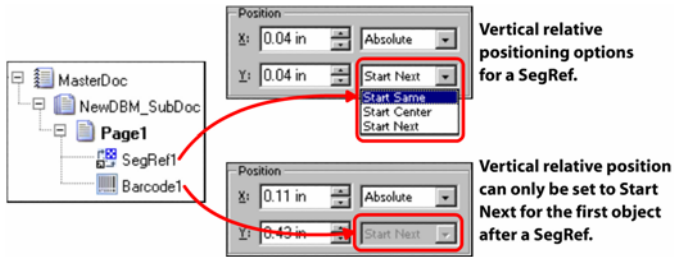 Position
X: 0.04 in Absolute
Y: 0.04 in Start Next
Start Same
Start Center
Start Next
Vertical relative
positioning options
for a SegRef.
MasterDoc
NewDBM_SubDoc
Page1
SegRef1
Barcode1
Position
X: 0.11 in Absolute
Y: 0.43 in Start Next
Vertical relative position
can only be set to Start
Next for the first object
after a SegRef.